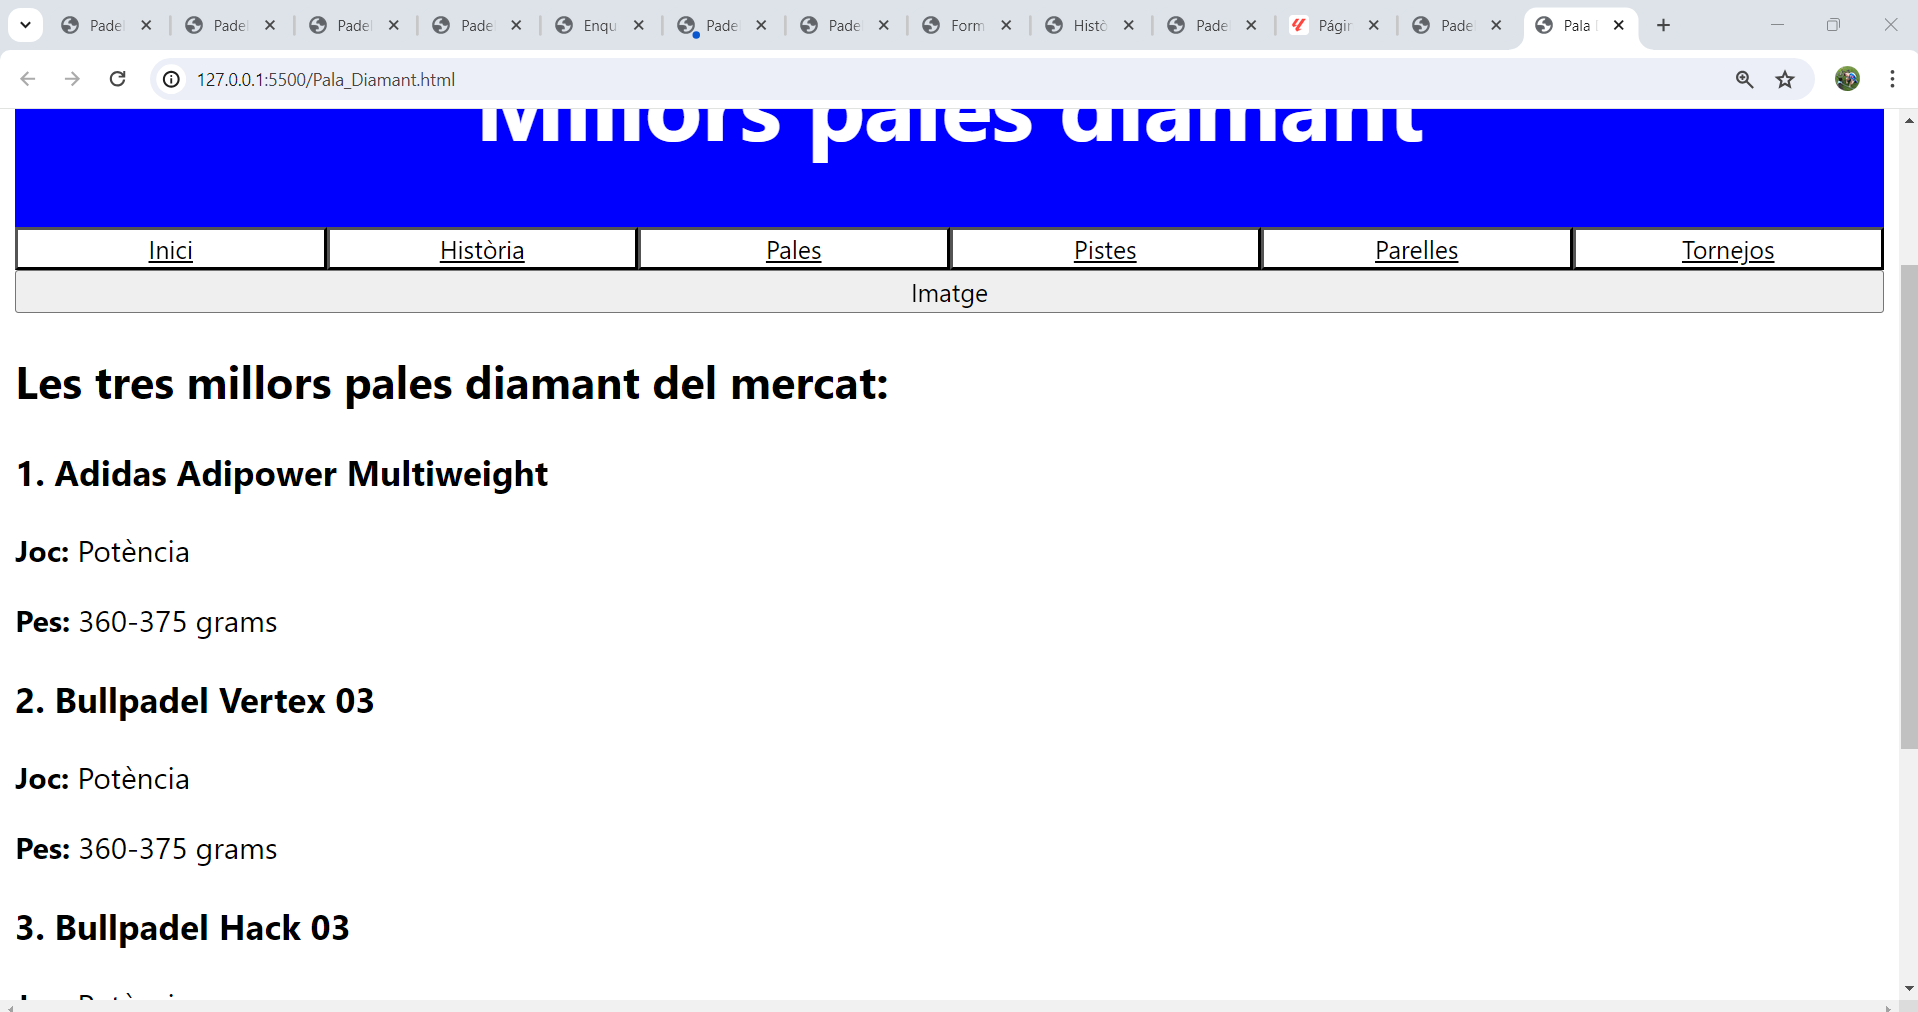 Padel Padel Padel Padel Enqu Padel Padel Form Histò Padel Págir Padel Pala
127.0.0.1:5500/Pala_Diamant.html
Millors pales diamant
Inici Història Pales Pistes Parelles Tornejos
Imatge
Les tres millors pales diamant del mercat:
1. Adidas Adipower Multiweight
Joc: Potència
Pes: 360-375 grams
2. Bullpadel Vertex 03
Joc: Potència
Pes: 360-375 grams
3. Bullpadel Hack 03